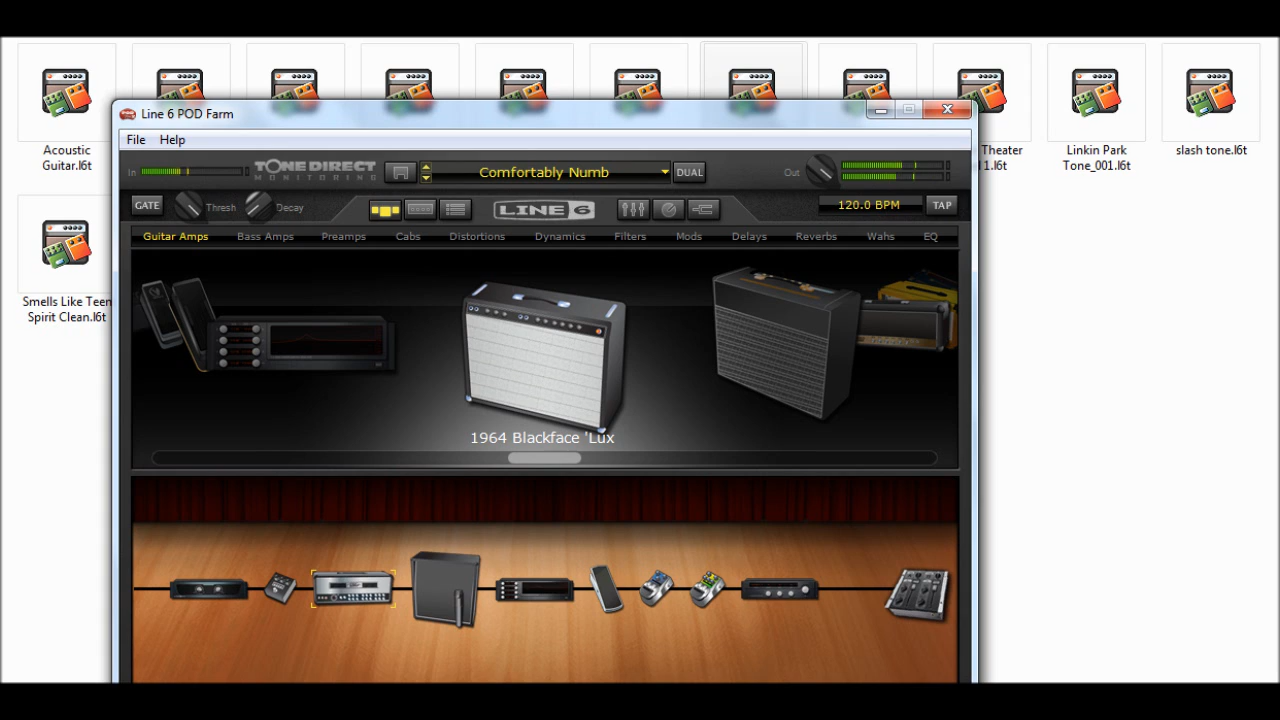 Line 6 POD Farm
File Help
In
TONE DIRECT
MONITORING
Comfortably Numb
DUAL
Out
GATE
Thresh
Decay
LINE 6
120.0 BPM
TAP
Guitar Amps Bass Amps Preamps Cabs Distortions Dynamics Filters Mods Delays Reverbs Wahs EQ
1964 Blackface 'Lux
Acoustic
Guitar.l6t
Theater
1.l6t
Linkin Park
Tone_001.l6t
slash tone.l6t
Smells Like Teen
Spirit Clean.l6t